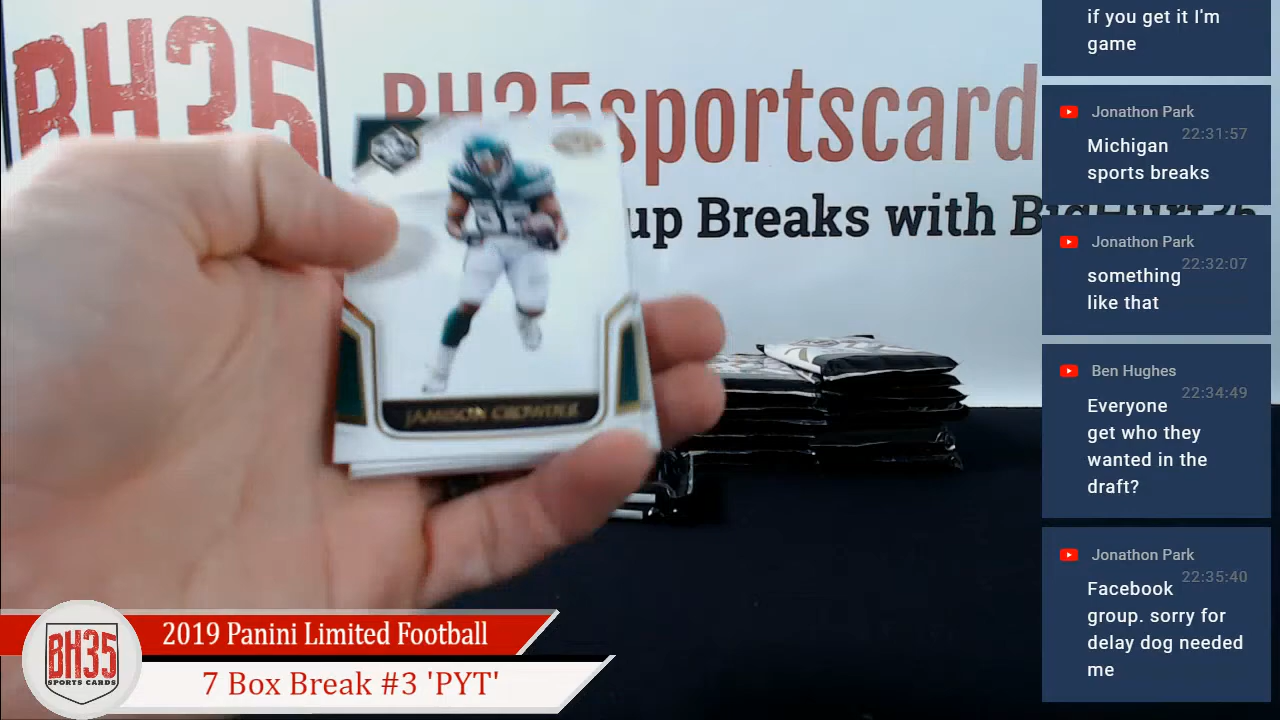 BH35
BH35sportscard
up Breaks with B
JAMISON CROWDER
if you get it I'm
game
Jonathon Park
22:31:57
Michigan
sports breaks
Jonathon Park
22:32:07
something
like that
Ben Hughes
22:34:49
Everyone
get who they
wanted in the
draft?
Jonathon Park
22:35:40
Facebook
group. sorry for
delay dog needed
me
BH35
SPORTS CARDS
2019 Panini Limited Football
7 Box Break #3 'PYT'